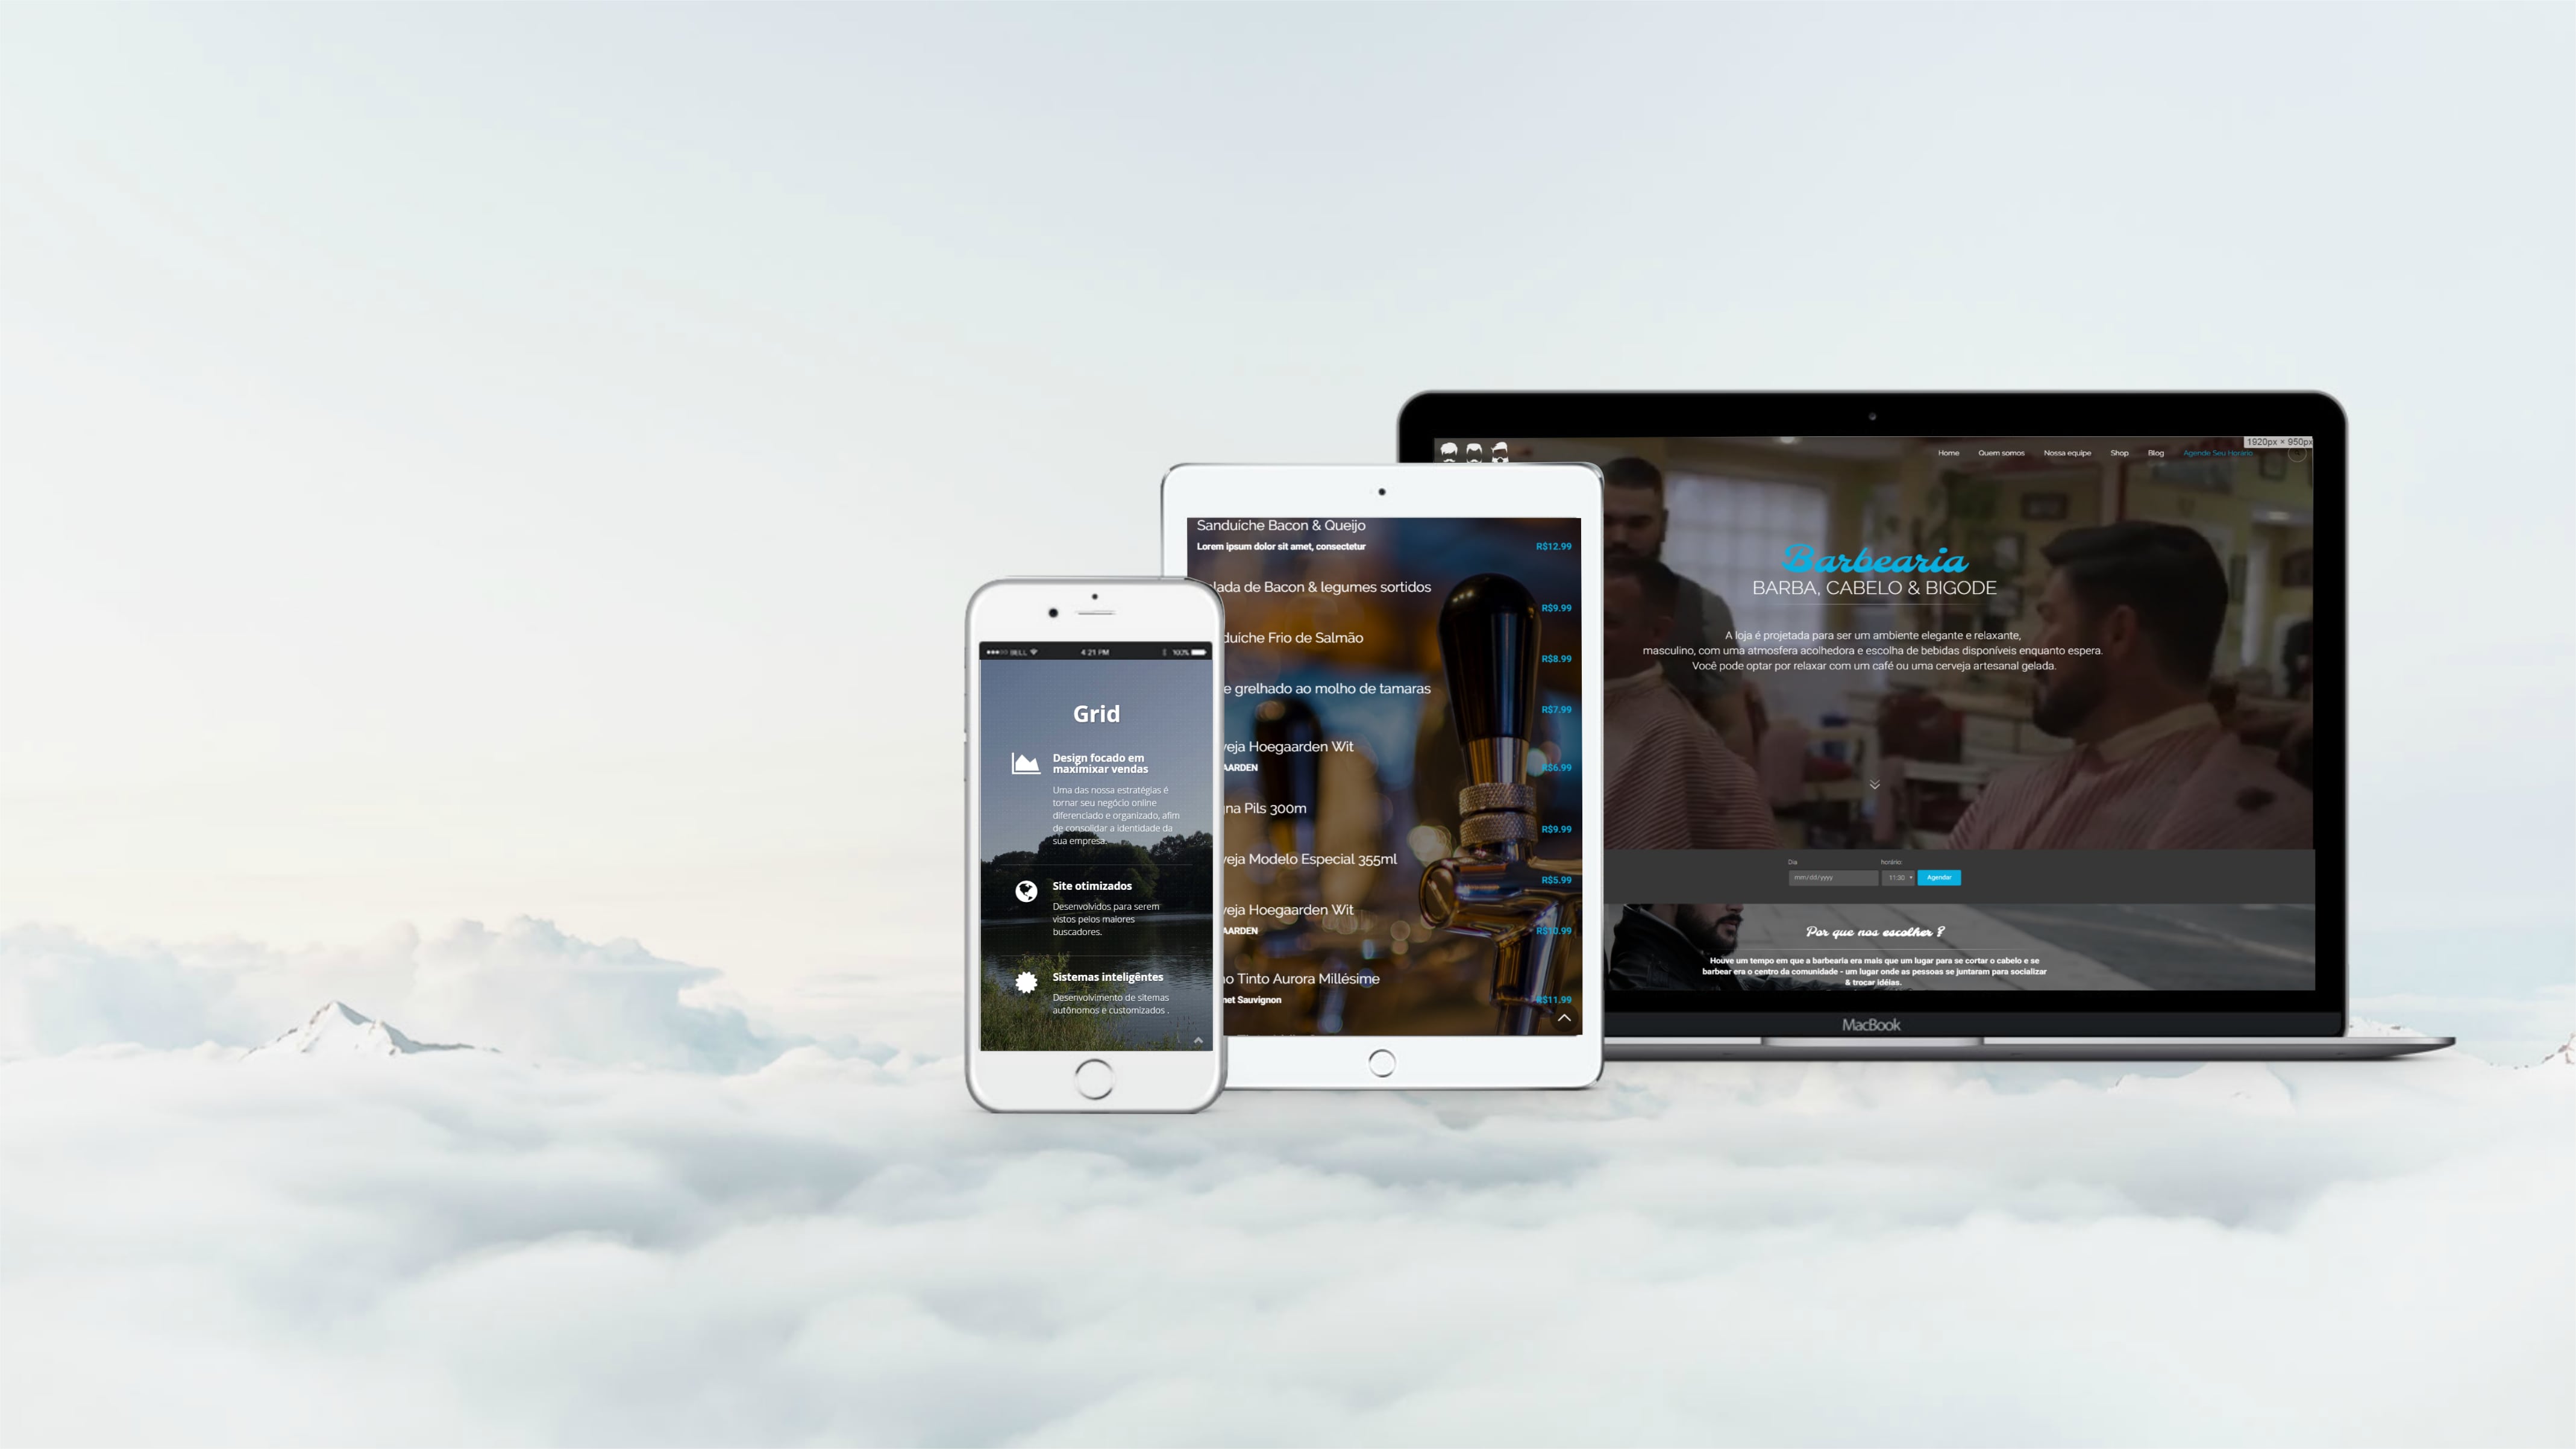 BELL
4:21 PM
100%
Grid
Design focado em
maximixar vendas
Uma das nossa estratégias é
tornar seu negócio online
diferenciado e organizado, afim
de consolidar a identidade da
sua empresa.
Site otimizados
Desenvolvidos para serem
vistos pelos maiores
buscadores.
Sistemas inteligêntes
Desenvolvimento de sitemas
autônomos e customizados .
Sanduiche Bacon & Queijo
Lorem ipsum dolor sit amet, consectetur
R$12.99
lada de Bacon & legumes sortidos
R$9.99
duiche Frio de Salmão
R$8.99
e grelhado ao molho de tamaras
R$7.99
veja Hoegaarden Wit
AARDEN
R$6.99
na Pils 300m
R$9.99
veja Modelo Especial 355ml
R$5.99
veja Hoegaarden Wit
AARDEN
R$10.99
o Tinto Aurora Millésime
net Sauvignon
R$11.99
1920px × 950px
Home Quem somos Nossa equipe Shop Blog Agende Seu Horário
Barbearia
BARBA, CABELO & BIGODE
A loja é projetada para ser um ambiente elegante e relaxante,
masculino, com uma atmosfera acolhedora e escolha de bebidas disponíveis enquanto espera.
Você pode optar por relaxar com um café ou uma cerveja artesanal gelada.
Dia Horário
mm/dd/yyyy 11:30 Agendar
Por que nos escolher ?
Houve um tempo em que a barbearia era mais que um lugar para se cortar o cabelo e se
barbear era o centro da comunidade - um lugar onde as pessoas se juntaram para socializar
& trocar idéias.
MacBook